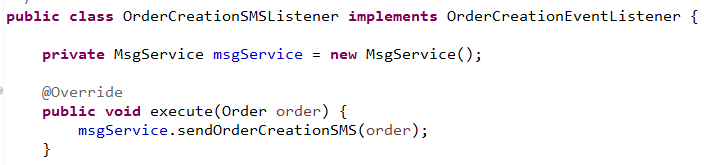 public class OrderCreationSMSListener implements OrderCreationEventListener {
private MsgService msgService = new MsgService();
@Override
public void execute(Order order) {
msgService.sendOrderCreationSMS(order);
}